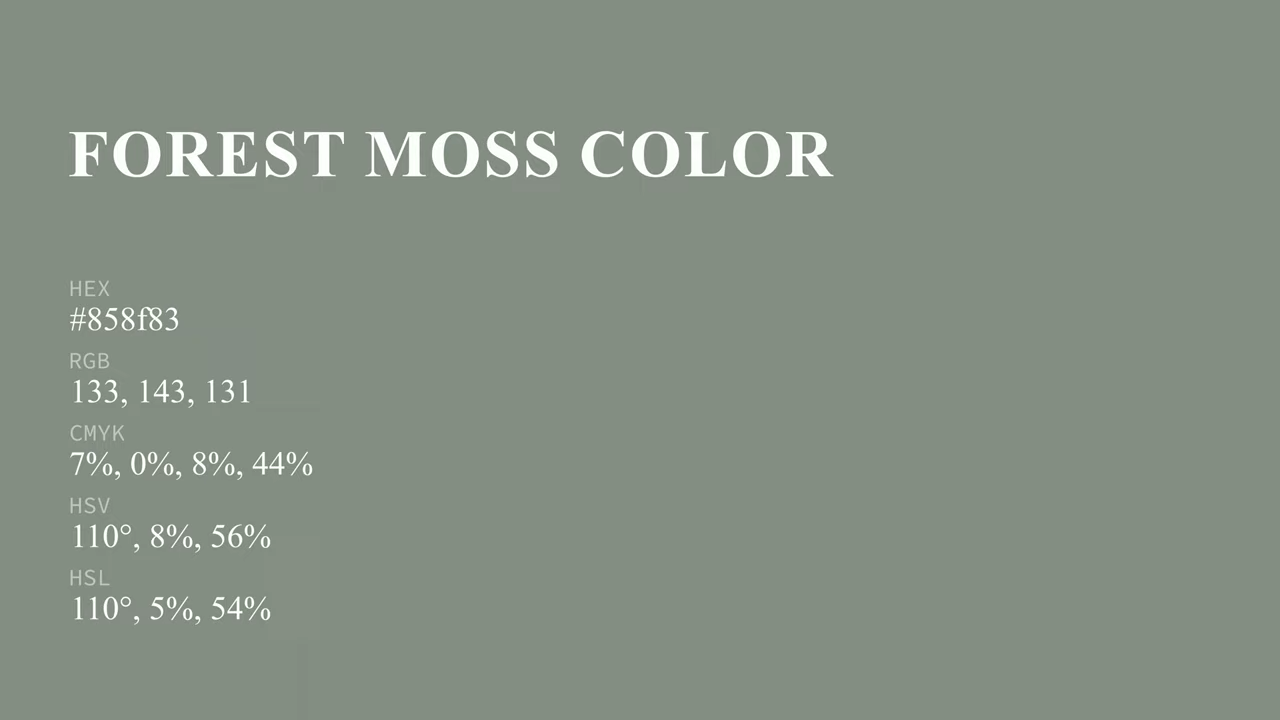 FOREST MOSS COLOR
HEX
#858f83
RGB
133, 143, 131
CMYK
7%, 0%, 8%, 44%
HSV
110°, 8%, 56%
HSL
110°, 5%, 54%